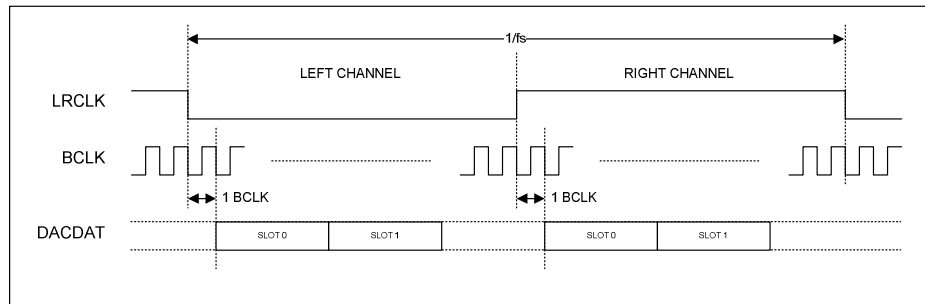 1/fs
LEFT CHANNEL RIGHT CHANNEL
LRCLK
BCLK
1 BCLK 1 BCLK
DACDAT
SLOT 0 SLOT 1 SLOT 0 SLOT 1